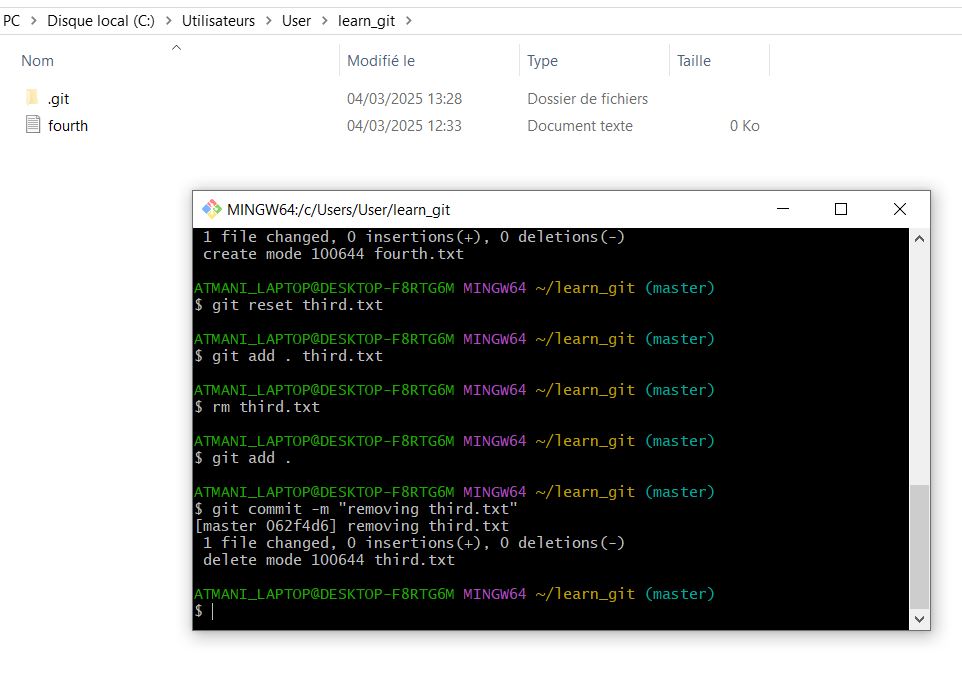 PC > Disque local (C:) > Utilisateurs > User > learn_git >
Nom Modifié le Type Taille
.git 04/03/2025 13:28 Dossier de fichiers
fourth 04/03/2025 12:33 Document texte 0 Ko
MINGW64:/c/Users/User/learn_git
1 file changed, 0 insertions(+), 0 deletions(-)
create mode 100644 fourth.txt
ATMANI_LAPTOP@DESKTOP-F8RTG6M MINGW64 ~/learn_git (master)
$ git reset third.txt
ATMANI_LAPTOP@DESKTOP-F8RTG6M MINGW64 ~/learn_git (master)
$ git add . third.txt
ATMANI_LAPTOP@DESKTOP-F8RTG6M MINGW64 ~/learn_git (master)
$ rm third.txt
ATMANI_LAPTOP@DESKTOP-F8RTG6M MINGW64 ~/learn_git (master)
$ git add .
ATMANI_LAPTOP@DESKTOP-F8RTG6M MINGW64 ~/learn_git (master)
$ git commit -m "removing third.txt"
[master 062f4d6] removing third.txt
1 file changed, 0 insertions(+), 0 deletions(-)
delete mode 100644 third.txt
ATMANI_LAPTOP@DESKTOP-F8RTG6M MINGW64 ~/learn_git (master)
$